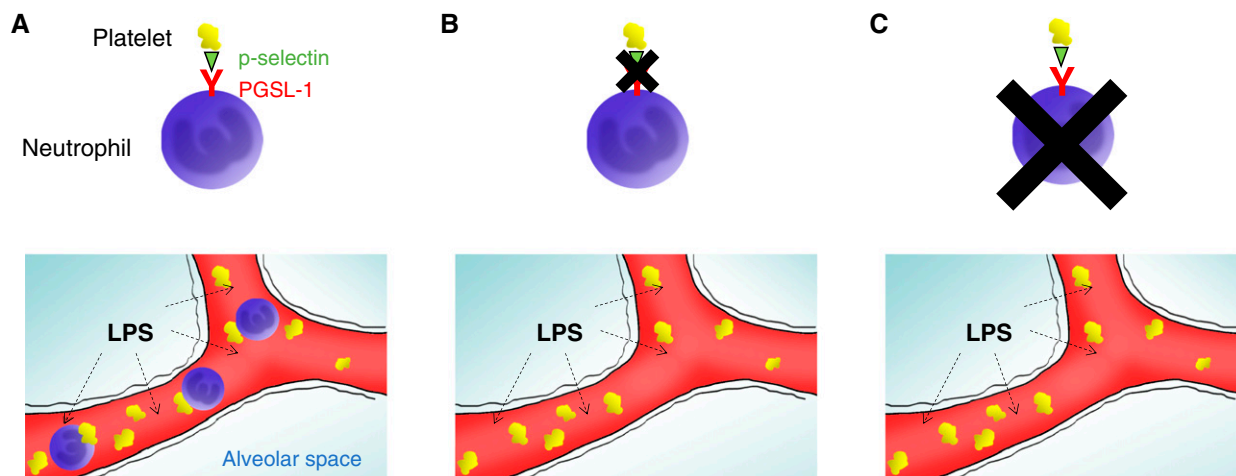 A
B
C
Platelet
p-selectin
PGSL-1
Neutrophil
LPS
LPS
LPS
Alveolar space